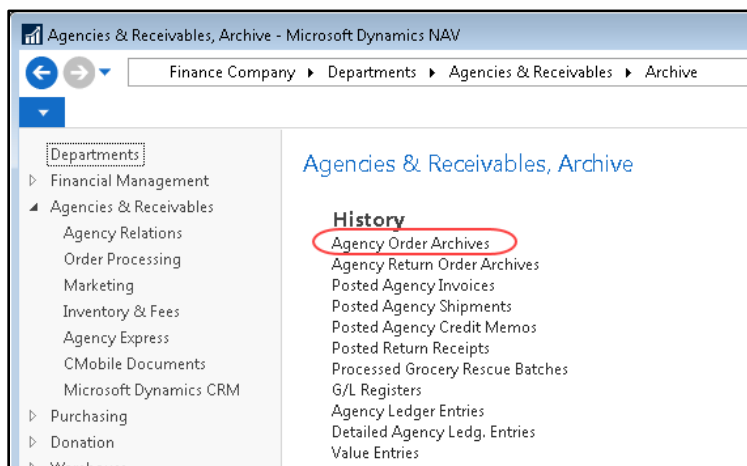 Agencies & Receivables, Archive - Microsoft Dynamics NAV
Finance Company ▸ Departments ▸ Agencies & Receivables ▸ Archive
Departments
Financial Management
Agencies & Receivables
Agency Relations
Order Processing
Marketing
Inventory & Fees
Agency Express
CMobile Documents
Microsoft Dynamics CRM
Purchasing
Donation
Agencies & Receivables, Archive
History
Agency Order Archives
Agency Return Order Archives
Posted Agency Invoices
Posted Agency Shipments
Posted Agency Credit Memos
Posted Return Receipts
Processed Grocery Rescue Batches
G/L Registers
Agency Ledger Entries
Detailed Agency Ledg. Entries
Value Entries